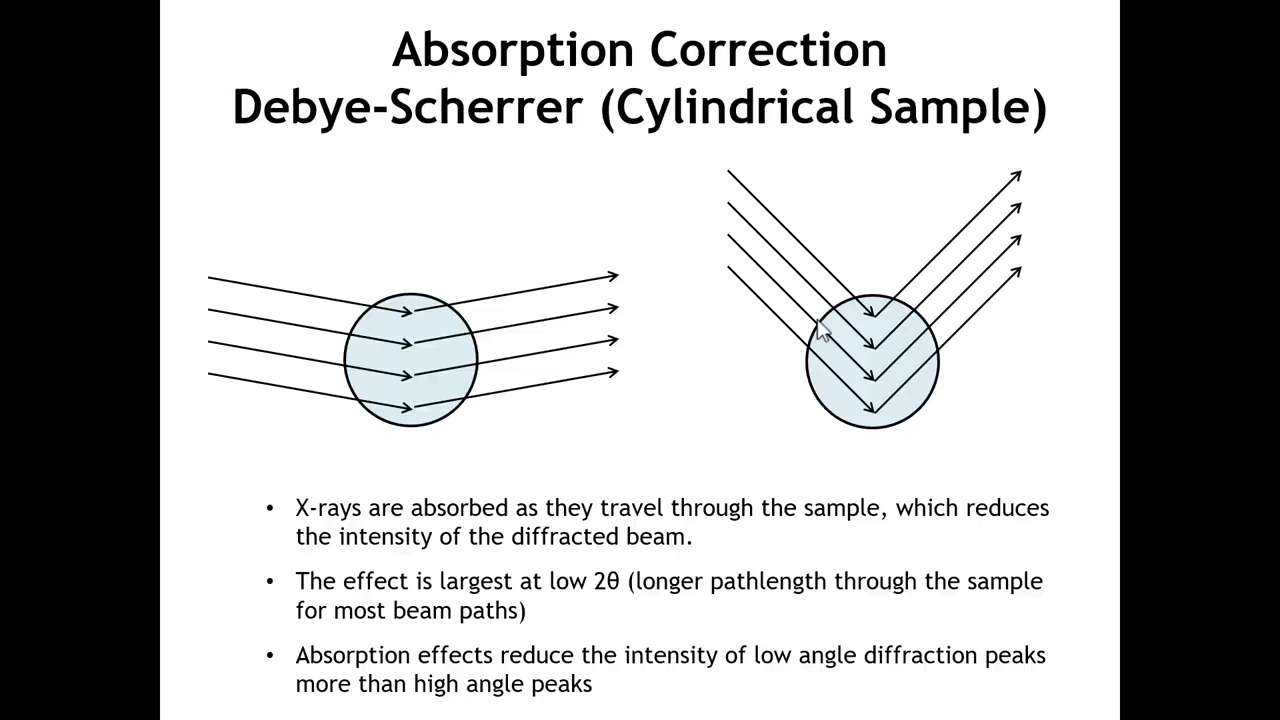 Absorption Correction
Debye-Scherrer (Cylindrical Sample)
• X-rays are absorbed as they travel through the sample, which reduces
the intensity of the diffracted beam.
• The effect is largest at low 2θ (longer pathlength through the sample
for most beam paths)
• Absorption effects reduce the intensity of low angle diffraction peaks
more than high angle peaks